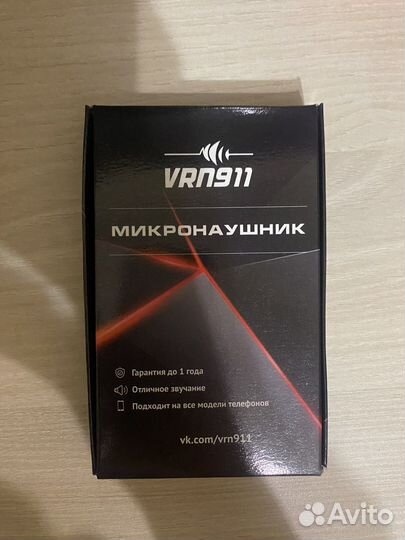 VRN911
МИКРОНАУШНИК
Гарантия до 1 года
Отличное звучание
Подходит на все модели телефонов
vk.com/vrn911
Avito